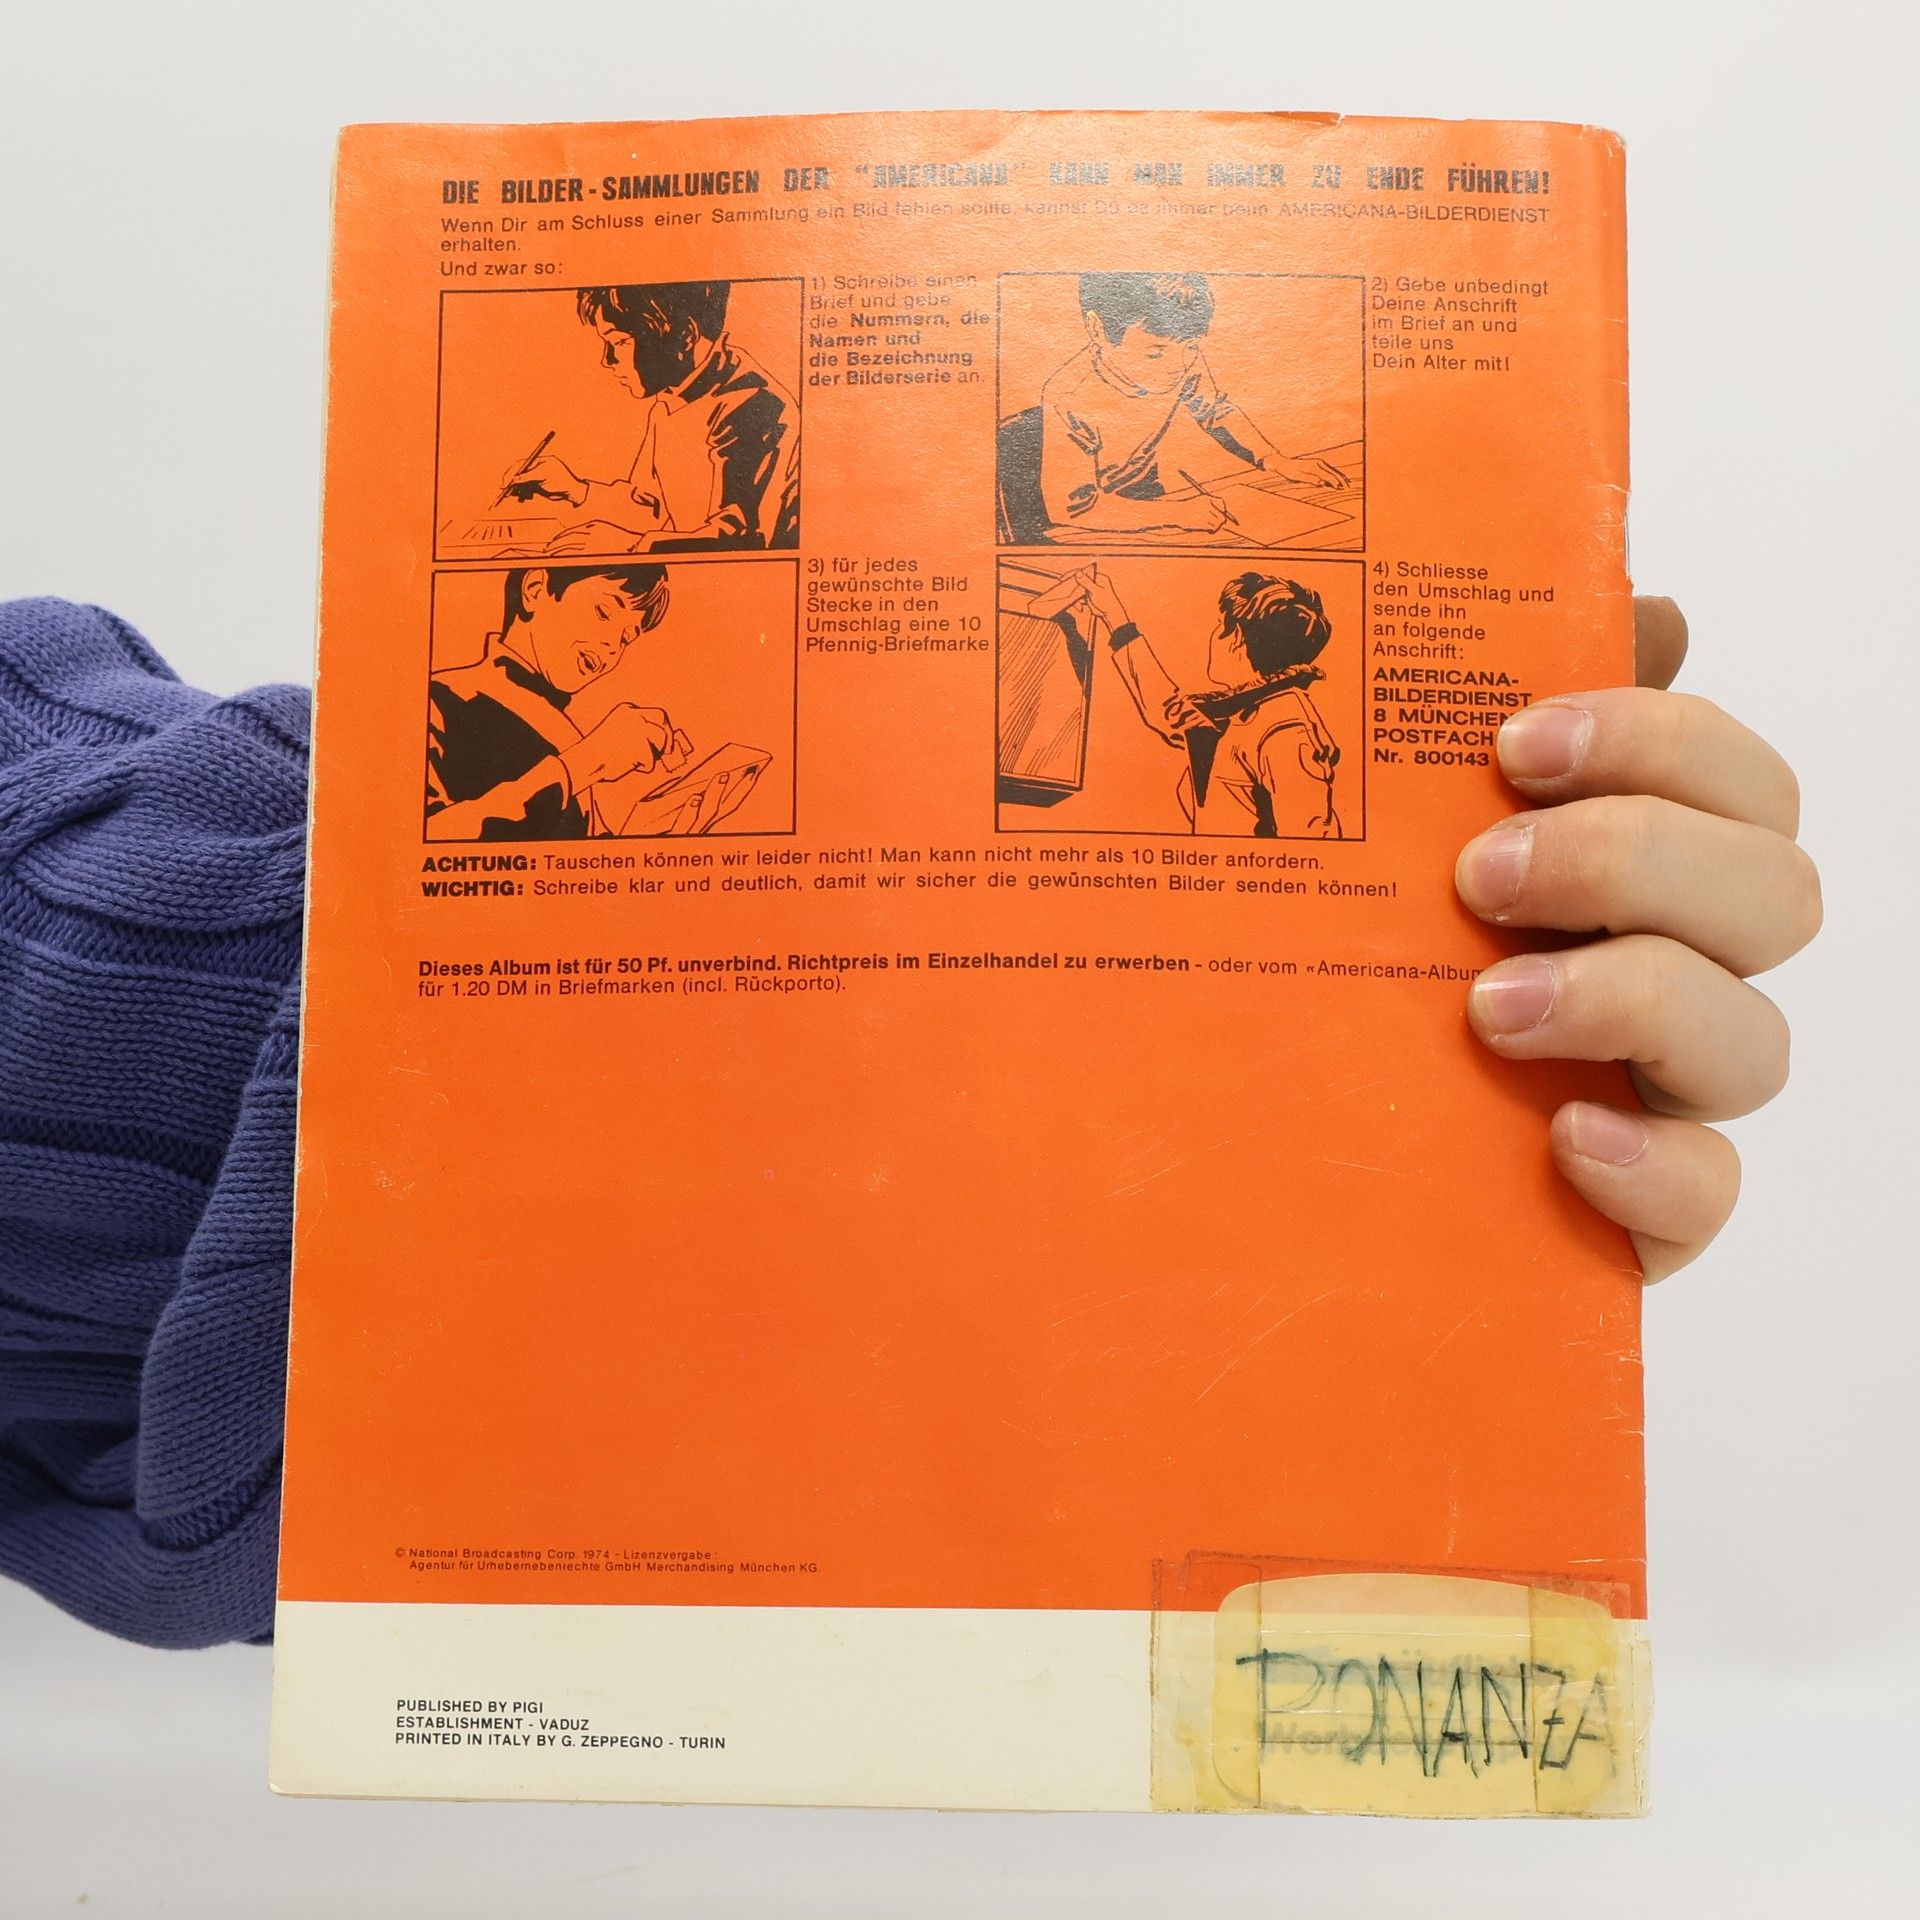 DIE BILDER-SAMMLUNGEN DER "AMERICANA" KANN MAN IMMER ZU ENDE FÜHREN!
Wenn Dir am Schluss einer Sammlung ein Bild fehlen sollte, kannst Du es immer beim AMERICANA-BILDERDIENST
erhalten.
Und zwar so:
1) Schreibe einen
Brief und gebe
die Nummern, die
Namen und
die Bezeichnung
der Bilderserie an.
2) Gebe unbedingt
Deine Anschrift
im Brief an und
teile uns
Dein Alter mit!
3) für jedes
gewünschte Bild
Stecke in den
Umschlag eine 10
Pfennig-Briefmarke
4) Schliesse
den Umschlag und
sende ihn
an folgende
Anschrift:
AMERICANA-
BILDERDIENST
8 MÜNCHEN
POSTFACH
Nr. 800143
ACHTUNG: Tauschen können wir leider nicht! Man kann nicht mehr als 10 Bilder anfordern.
WICHTIG: Schreibe klar und deutlich, damit wir sicher die gewünschten Bilder senden können!
Dieses Album ist für 50 Pf. unverbind. Richtpreis im Einzelhandel zu erwerben - oder vom «Americana-Album
für 1.20 DM in Briefmarken (incl. Rückporto).
© National Broadcasting Corp. 1974 - Lizenzvergabe:
Agentur für Urhebernebenrechte GmbH Merchandising München KG.
PUBLISHED BY PIGI
ESTABLISHMENT - VADUZ
PRINTED IN ITALY BY G. ZEPPEGNO - TURIN
BONANZA